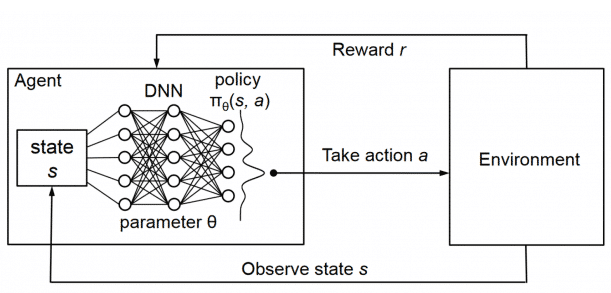 Reward r
Agent
DNN
policy
πθ(s, a)
state
s
parameter θ
Take action a
Environment
Observe state s